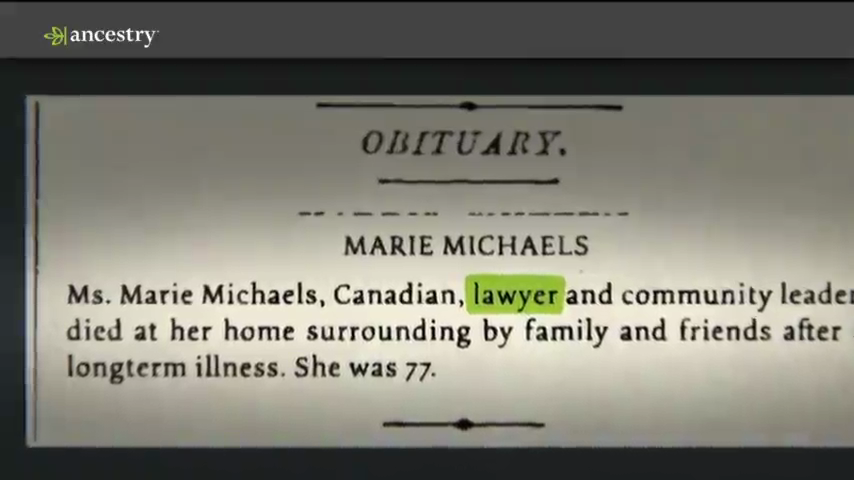 ancestry
OBITUARY.
MARIE MICHAELS
Ms. Marie Michaels, Canadian, lawyer and community leader
died at her home surrounding by family and friends after
longterm illness. She was 77.